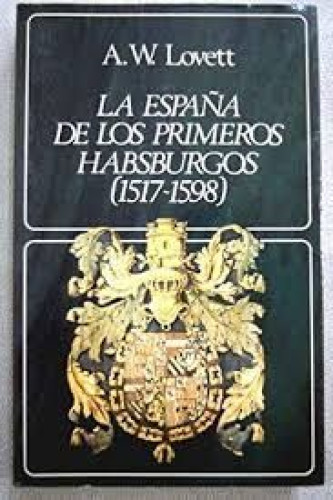 A.W. Lovett
LA ESPAÑA
DE LOS PRIMEROS
HABSBURGOS
(1517-1598)